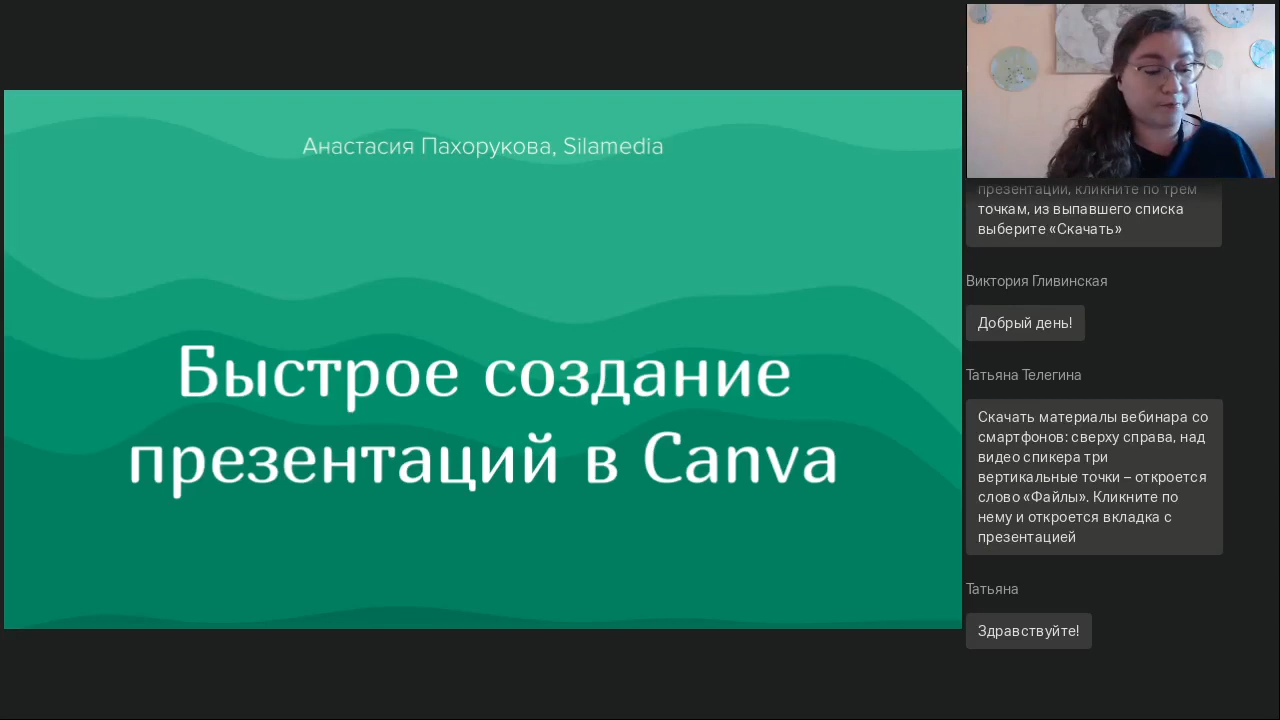 Анастасия Пахорукова, Silamedia
Быстрое создание
презентаций в Canva
презентации, кликните по трем
точкам, из выпавшего списка
выберите «Скачать»
Виктория Гливинская
Добрый день!
Татьяна Телегина
Скачать материалы вебинара со
смартфонов: сверху справа, над
видео спикера три
вертикальные точки – откроется
слово «Файлы». Кликните по
нему и откроется вкладка с
презентацией
Татьяна
Здравствуйте!